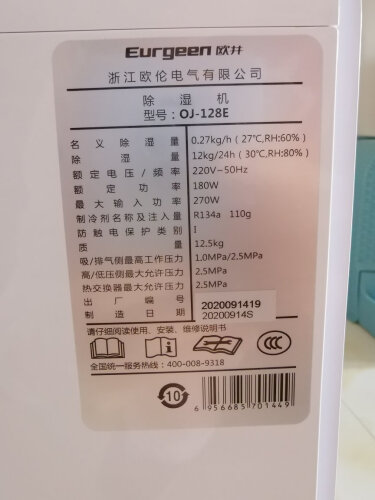 Eurgeen 欧井
浙江欧伦电气有限公司
除湿机
型号：OJ-128E
名义除湿量 0.27kg/h（27℃,RH:60%）
除湿量 12kg/24h（30℃,RH:80%）
额定电压/频率 220V~50Hz
额定功率 180W
最大输入功率 270W
制冷剂名称及注入量 R134a 110g
防触电保护类别 I
质量 12.5kg
吸/排气侧最高工作压力 1.0MPa/2.5MPa
高/低压侧最大允许压力 2.5MPa
热交换器最大允许压力 2.5MPa
出厂编号 2020091419
制造日期 20200914S
请仔细阅读使用、安装、维修说明书
全国统一服务热线：400-008-9318
10
6 956685 701449